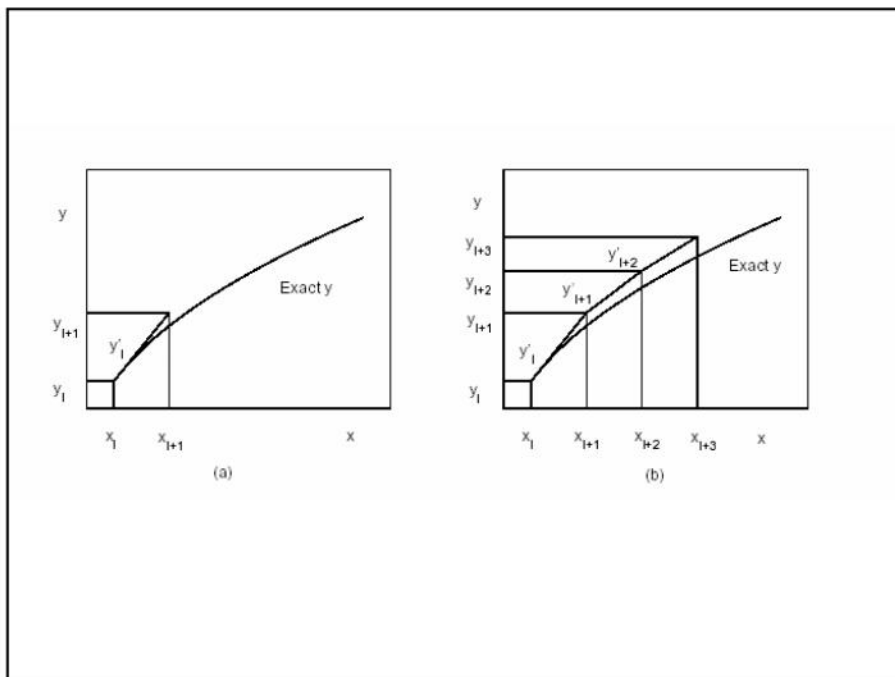 y
y_{I+1}
y'_I
y_I
Exact y
x_I
x_{I+1}
x
(a)
y
y_{I+3}
y_{I+2}
y_{I+1}
y_I
y'_{I+2}
y'_{I+1}
y'_I
Exact y
x_I
x_{I+1}
x_{I+2}
x_{I+3}
x
(b)